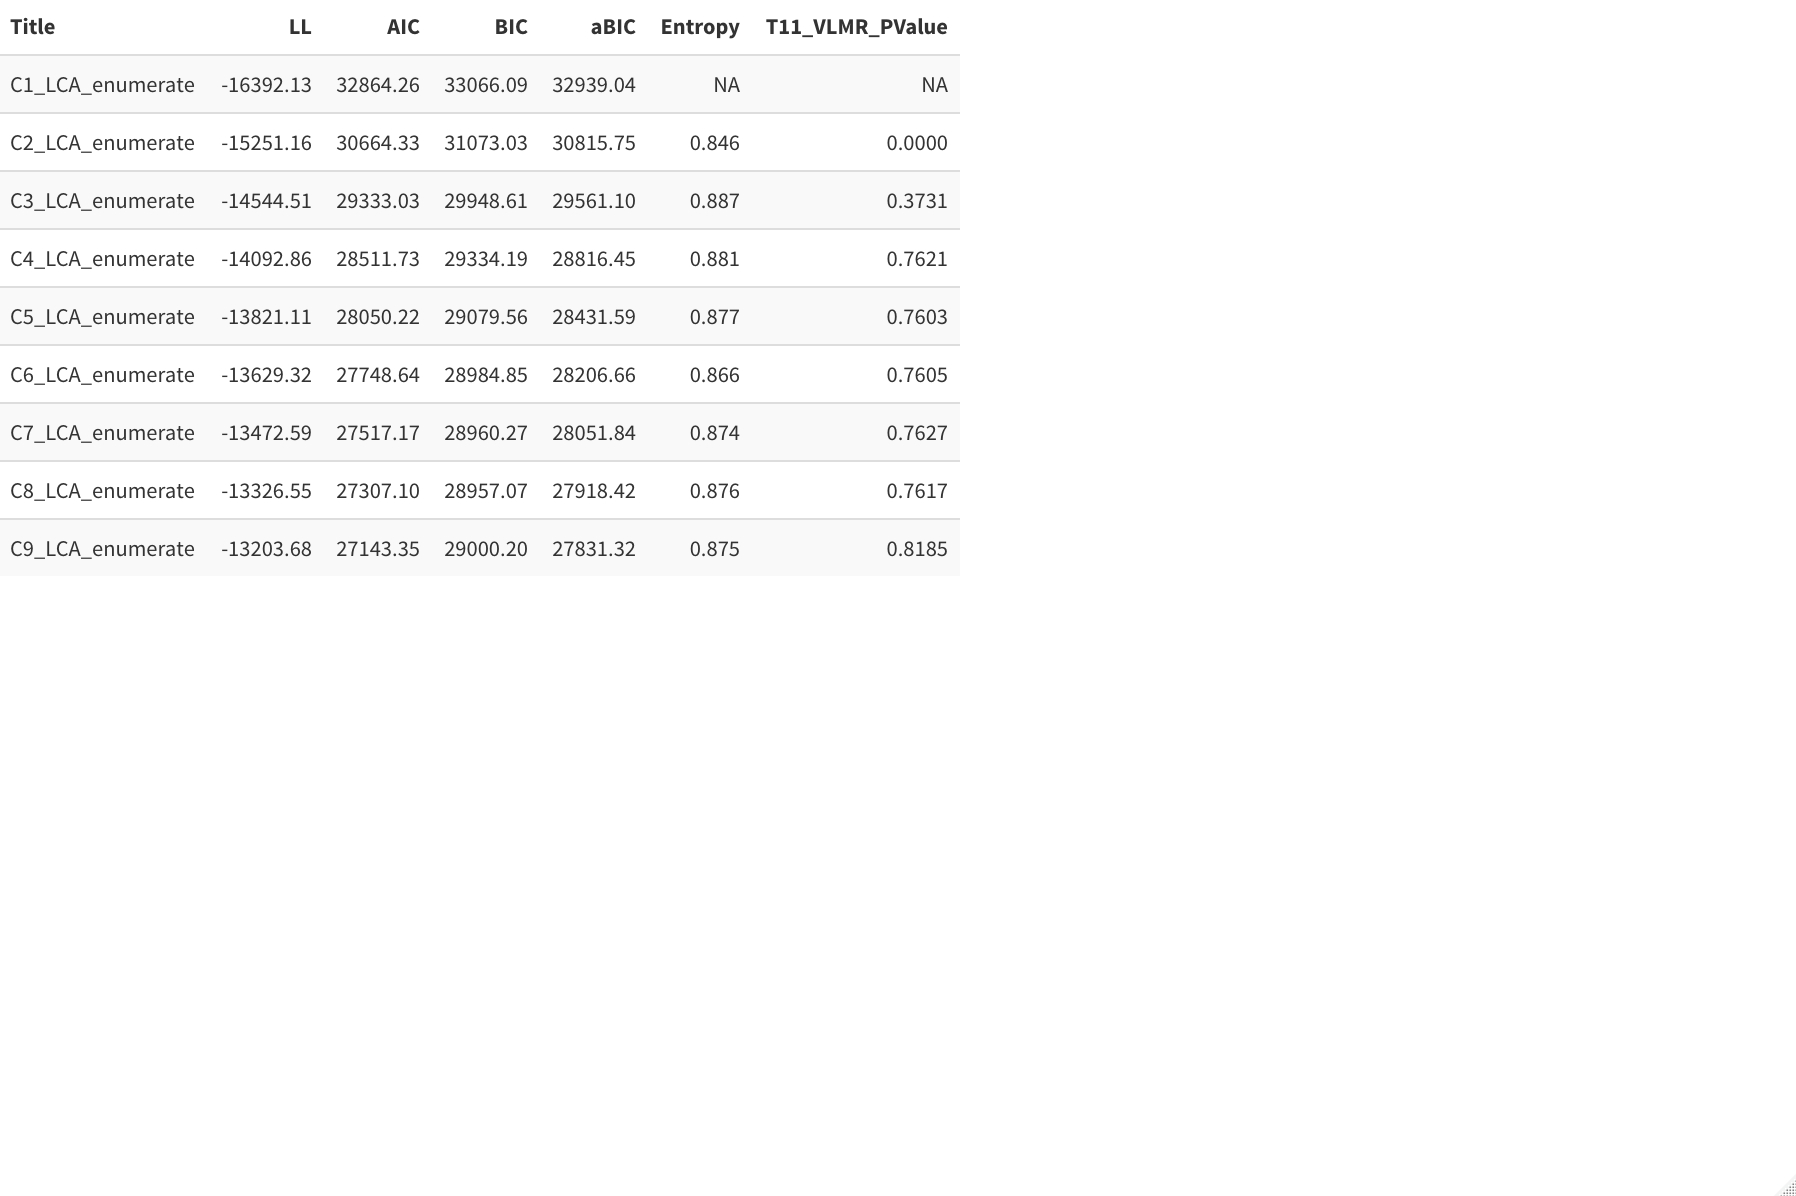 Title LL AIC BIC aBIC Entropy T11_VLMR_PValue
C1_LCA_enumerate -16392.13 32864.26 33066.09 32939.04 NA NA
C2_LCA_enumerate -15251.16 30664.33 31073.03 30815.75 0.846 0.0000
C3_LCA_enumerate -14544.51 29333.03 29948.61 29561.10 0.887 0.3731
C4_LCA_enumerate -14092.86 28511.73 29334.19 28816.45 0.881 0.7621
C5_LCA_enumerate -13821.11 28050.22 29079.56 28431.59 0.877 0.7603
C6_LCA_enumerate -13629.32 27748.64 28984.85 28206.66 0.866 0.7605
C7_LCA_enumerate -13472.59 27517.17 28960.27 28051.84 0.874 0.7627
C8_LCA_enumerate -13326.55 27307.10 28957.07 27918.42 0.876 0.7617
C9_LCA_enumerate -13203.68 27143.35 29000.20 27831.32 0.875 0.8185